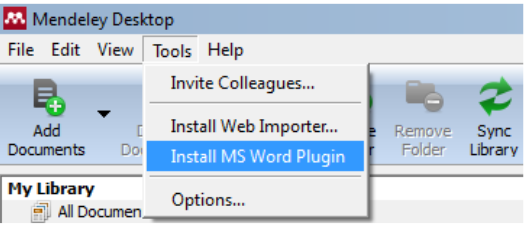 Mendeley Desktop
File Edit View Tools Help
Invite Colleagues...
Install Web Importer...
Install MS Word Plugin
Options...
Add
Documents
Remove
Folder
Sync
Library
My Library
All Documen